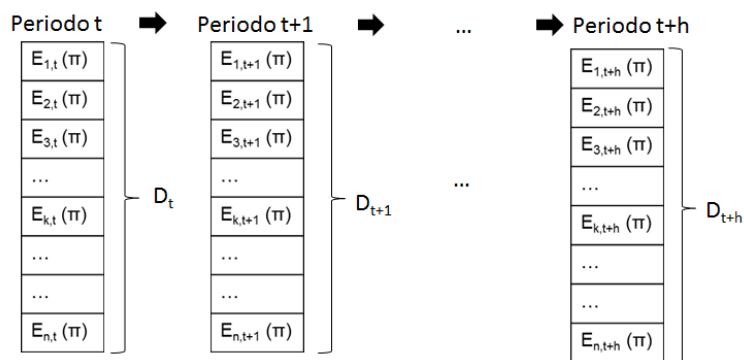 Periodo t Periodo t+1 ... Periodo t+h
E1,t (π) E1,t+1 (π) E1,t+h (π)
E2,t (π) E2,t+1 (π) E2,t+h (π)
E3,t (π) E3,t+1 (π) E3,t+h (π)
... ... ...
Dt ... Dt+1 Dt+h
Ek,t (π) Ek,t+1 (π) Ek,t+h (π)
... ... ...
... ... ...
En,t (π) En,t+1 (π) En,t+h (π)